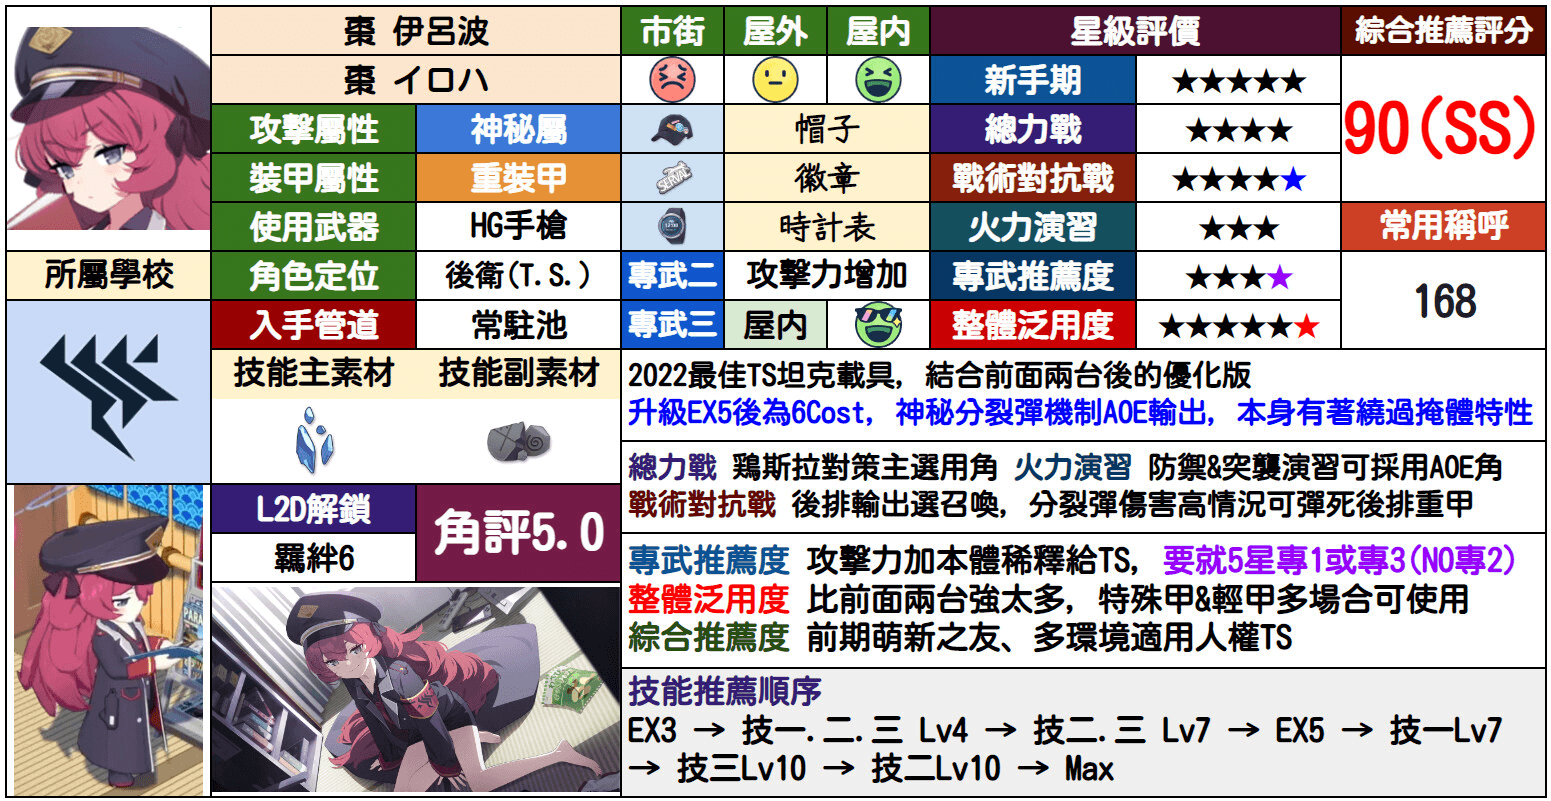 棗 伊呂波
市街
屋外
屋内
星級評價
綜合推薦評分
棗 イロハ
新手期
★★★★★
90(SS)
攻擊屬性
神秘屬
帽子
總力戰
★★★★
裝甲屬性
重裝甲
SERVAL
徽章
戰術對抗戰
★★★★★
使用武器
HG手槍
時計表
火力演習
★★★
常用稱呼
所屬學校
角色定位
後衛(T.S.)
專武二
攻擊力增加
專武推薦度
★★★★
168
入手管道
常駐池
專武三
屋内
整體泛用度
★★★★★★
技能主素材
技能副素材
2022最佳TS坦克載具, 結合前面兩台後的優化版
升級EX5後為6Cost, 神秘分裂彈機制AOE輸出, 本身有著繞過掩體特性
總力戰 鶏斯拉對策主選用角 火力演習 防禦&突襲演習可採用AOE角
戰術對抗戰 後排輸出選召喚, 分裂彈傷害高情況可彈死後排重甲
L2D解鎖
角評5.0
羈絆6
專武推薦度 攻擊力加本體稀釋給TS, 要就5星專1或專3(NO專2)
整體泛用度 比前面兩台強太多, 特殊甲&輕甲多場合可使用
綜合推薦度 前期萌新之友、多環境適用人權TS
技能推薦順序
EX3 → 技一.二.三 Lv4 → 技二.三 Lv7 → EX5 → 技一Lv7
→ 技三Lv10 → 技二Lv10 → Max